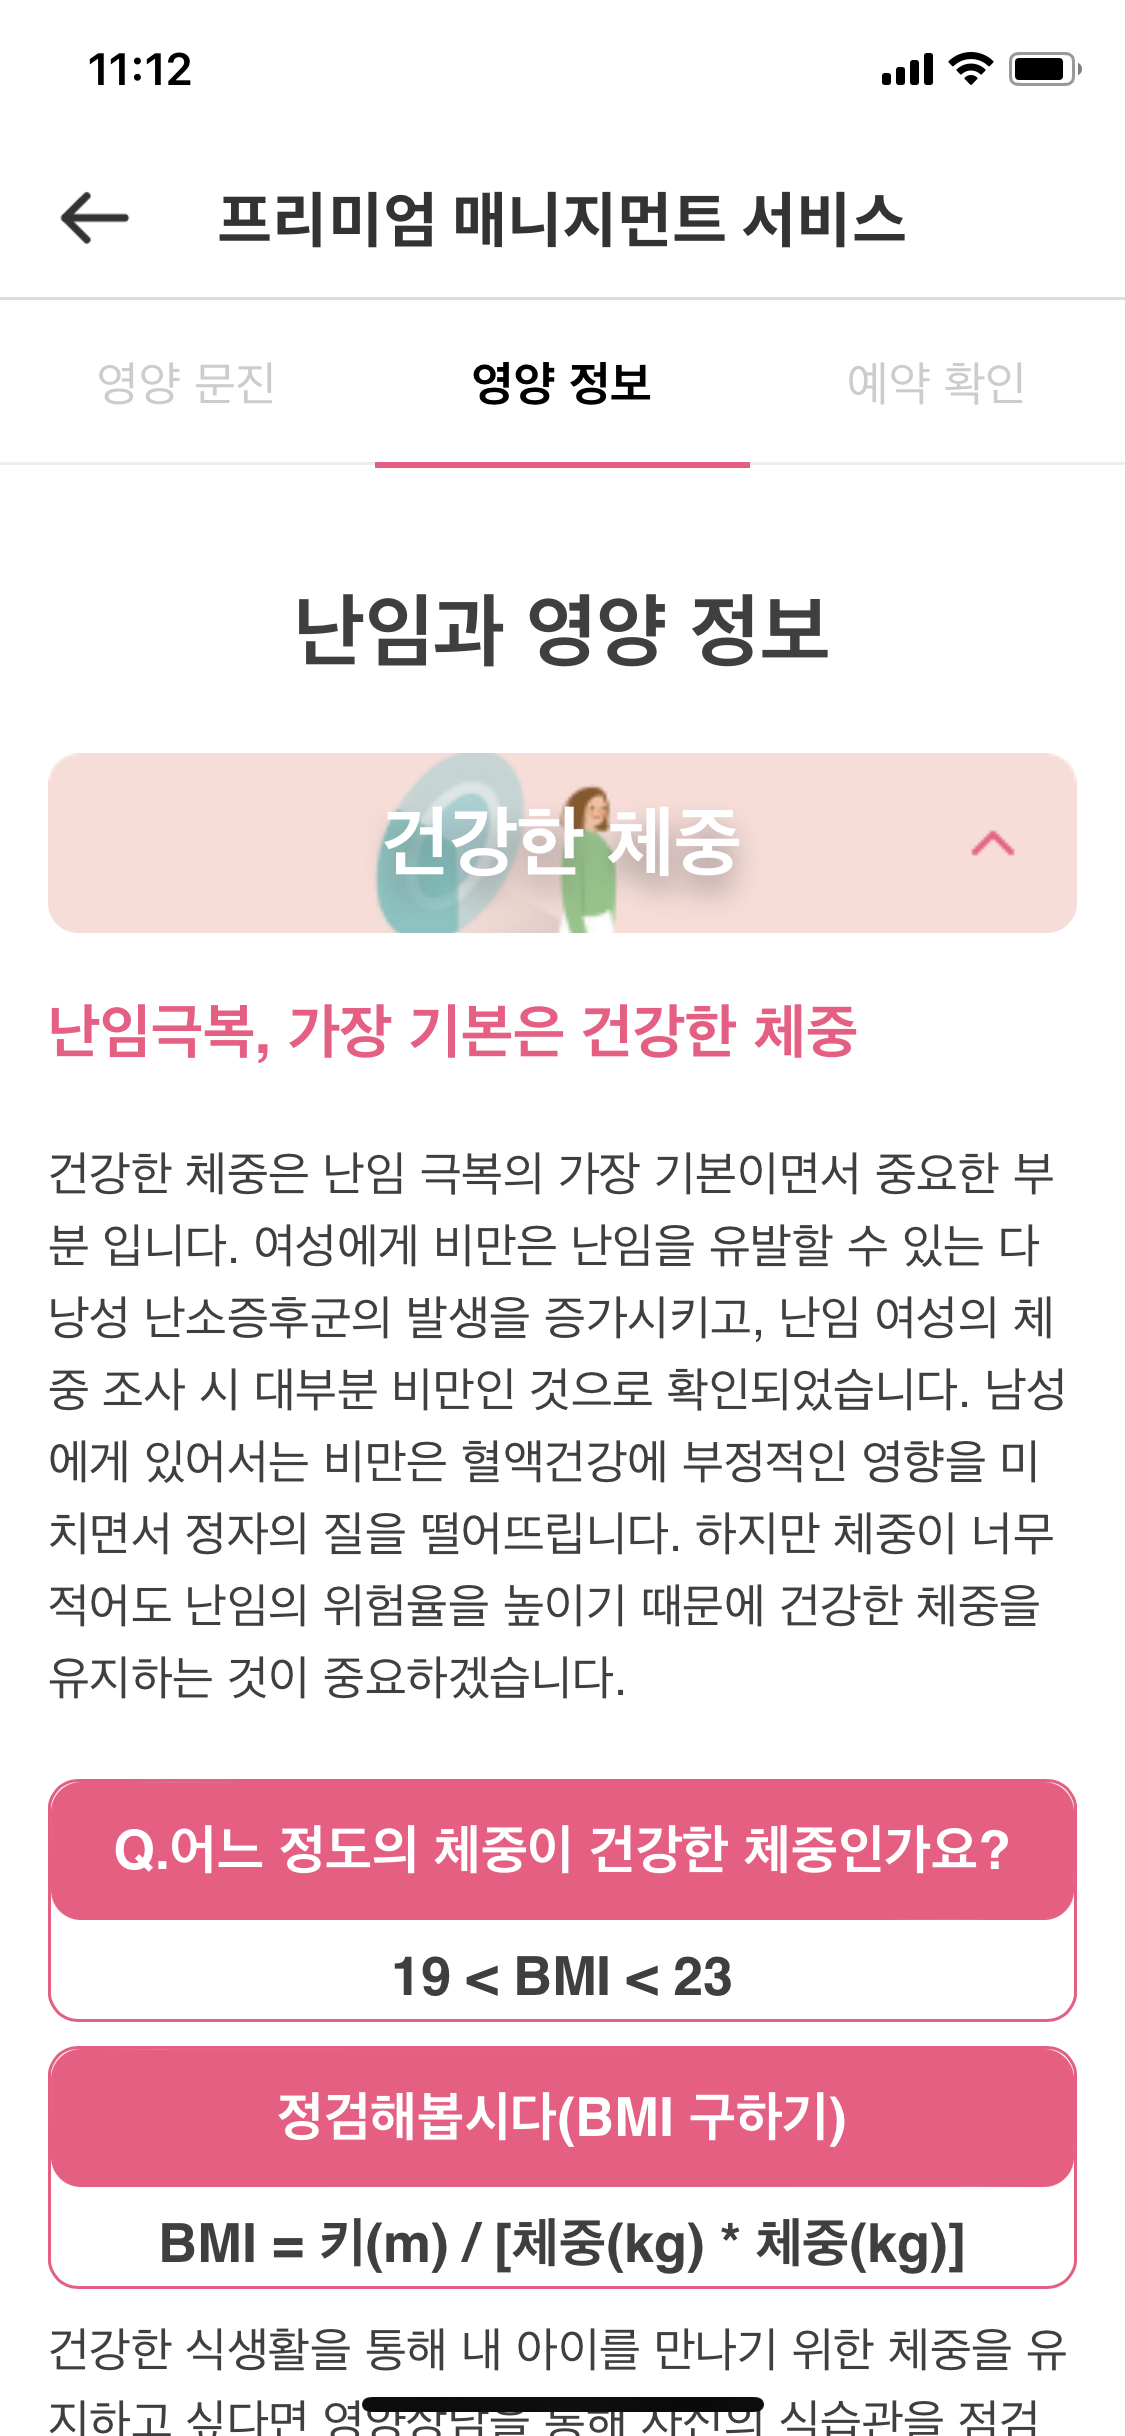 11:12
프리미엄 매니지먼트 서비스
영양 문진
영양 정보
예약 확인
난임과 영양 정보
건강한 체중
난임극복, 가장 기본은 건강한 체중
건강한 체중은 난임 극복의 가장 기본이면서 중요한 부
분 입니다. 여성에게 비만은 난임을 유발할 수 있는 다
낭성 난소증후군의 발생을 증가시키고, 난임 여성의 체
중 조사 시 대부분 비만인 것으로 확인되었습니다. 남성
에게 있어서는 비만은 혈액건강에 부정적인 영향을 미
치면서 정자의 질을 떨어뜨립니다. 하지만 체중이 너무
적어도 난임의 위험율을 높이기 때문에 건강한 체중을
유지하는 것이 중요하겠습니다.
Q.어느 정도의 체중이 건강한 체중인가요?
19 < BMI < 23
정검해봅시다(BMI 구하기)
BMI = 키(m) / [체중(kg) * 체중(kg)]
건강한 식생활을 통해 내 아이를 만나기 위한 체중을 유
지하고 싶다면 영양상담을 통해 자신의 식습관을 점검